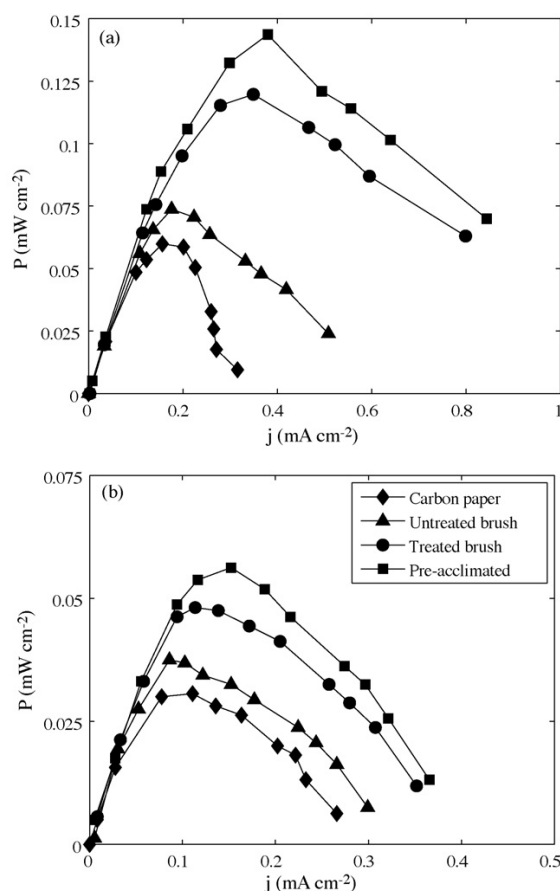 (a)
0.15
0.125
0.1
0.075
0.05
0.025
0
P (mW cm-2)
0 0.2 0.4 0.6 0.8 1
j (mA cm-2)
(b)
0.075
0.05
0.025
0
P (mW cm-2)
Carbon paper
Untreated brush
Treated brush
Pre-acclimated
0 0.1 0.2 0.3 0.4 0.5
j (mA cm-2)